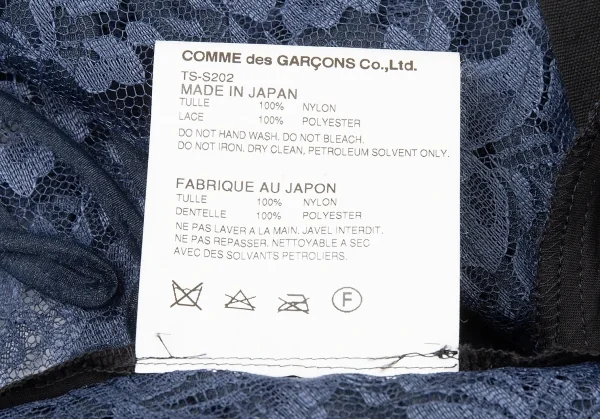 COMME des GARÇONS Co.,Ltd.
TS-S202
MADE IN JAPAN
TULLE 100% NYLON
LACE 100% POLYESTER
DO NOT HAND WASH. DO NOT BLEACH.
DO NOT IRON. DRY CLEAN, PETROLEUM SOLVENT ONLY.
FABRIQUE AU JAPON
TULLE 100% NYLON
DENTELLE 100% POLYESTER
NE PAS LAVER A LA MAIN. JAVEL INTERDIT.
NE PAS REPASSER. NETTOYABLE A SEC
AVEC DES SOLVANTS PETROLIERS.
F